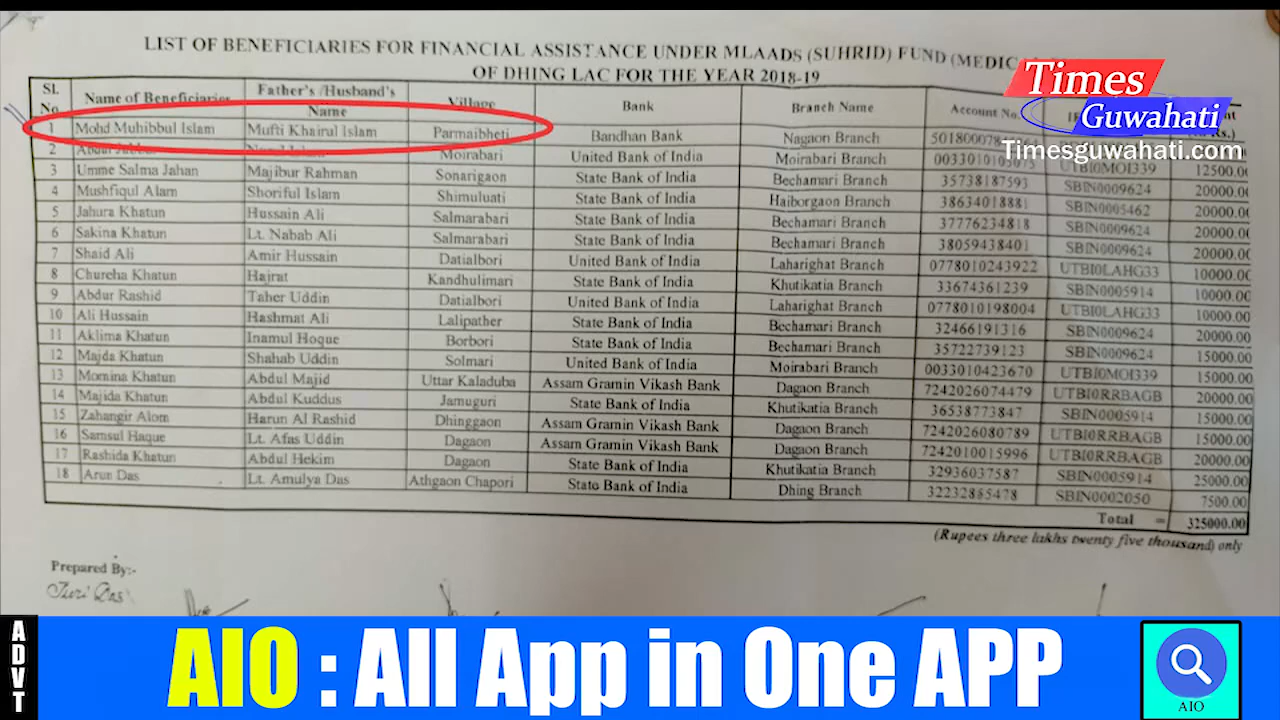 LIST OF BENEFICIARIES FOR FINANCIAL ASSISTANCE UNDER MLAADS (SUHRID) FUND
OF DHING LAC FOR THE YEAR 2018-19
Times
Guwahati
Timesguwahati.com
Sl. No. Name of Beneficiaries Father's /Husband's Name Village Bank Branch Name Account No.
1 Mohd Muhibbul Islam Mufti Khairul Islam Parmaibheti Bandhan Bank Nagaon Branch
2 Moirabari United Bank of India Moirabari Branch UTBI0MOI339 12500.00
3 Umme Salma Jahan Majibur Rahman Sonarigaon State Bank of India Bechamari Branch 35738187593 SBIN0009624 20000.00
4 Mushfiqul Alam Shoriful Islam Shimuluati State Bank of India Haiborgaon Branch 38634018881 SBIN0005462 20000.00
5 Jahura Khatun Hussain Ali Salmarabari State Bank of India Bechamari Branch 37776234818 SBIN0009624 20000.00
6 Sakina Khatun Lt. Nabab Ali Salmarabari State Bank of India Bechamari Branch 38059438401 SBIN0009624 20000.00
7 Shaid Ali Amir Hussain Datialbori United Bank of India Laharighat Branch 0778010243922 UTBI0LAHG33 10000.00
8 Churcha Khatun Hajrat Kandhulimari State Bank of India Khutikatia Branch 33674361239 SBIN0005914 10000.00
9 Abdur Rashid Taher Uddin Datialbori United Bank of India Laharighat Branch 0778010198004 UTBI0LAHG33 10000.00
10 Ali Hussain Hashmat Ali Lalipather State Bank of India Bechamari Branch 32466191316 SBIN0009624 20000.00
11 Aklima Khatun Inamul Hoque Borbori State Bank of India Bechamari Branch 35722739123 SBIN0009624 15000.00
12 Majda Khatun Shahab Uddin Solmari United Bank of India Moirabari Branch 0033010423670 UTBI0MOI339 15000.00
13 Momina Khatun Abdul Majid Uttar Kaladuba Assam Gramin Vikash Bank Dagaon Branch 7242026074479 UTBI0RRBAGB 20000.00
14 Majida Khatun Abdul Kuddus Jamuguri State Bank of India Khutikatia Branch 36538773847 SBIN0005914 15000.00
15 Zahangir Alom Harun Al Rashid Dhinggaon Assam Gramin Vikash Bank Dagaon Branch 7242026080789 UTBI0RRBAGB 15000.00
16 Samsul Haque Lt. Afas Uddin Dagaon Assam Gramin Vikash Bank Dagaon Branch 7242010015996 UTBI0RRBAGB 20000.00
17 Rashida Khatun Abdul Hekim Dagaon State Bank of India Khutikatia Branch 32936037587 SBIN0005914 25000.00
18 Arun Das Lt. Amulya Das Athgaon Chapori State Bank of India Dhing Branch 32232865478 SBIN0002050 7500.00
Total = 325000.00
(Rupees three lakhs twenty five thousand) only
Prepared By:-
ADVT
AIO : All App in One APP
AIO